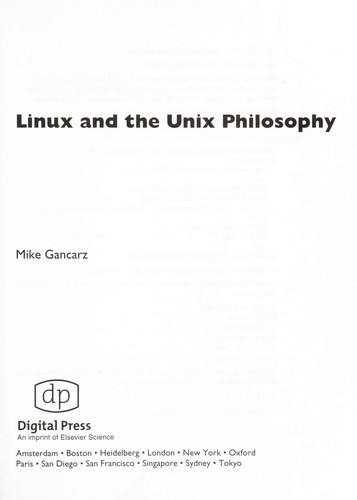 Linux and the Unix Philosophy
Mike Gancarz
dp
Digital Press
An imprint of Elsevier Science
Amsterdam • Boston • Heidelberg • London • New York • Oxford
Paris • San Diego • San Francisco • Singapore • Sydney • Tokyo